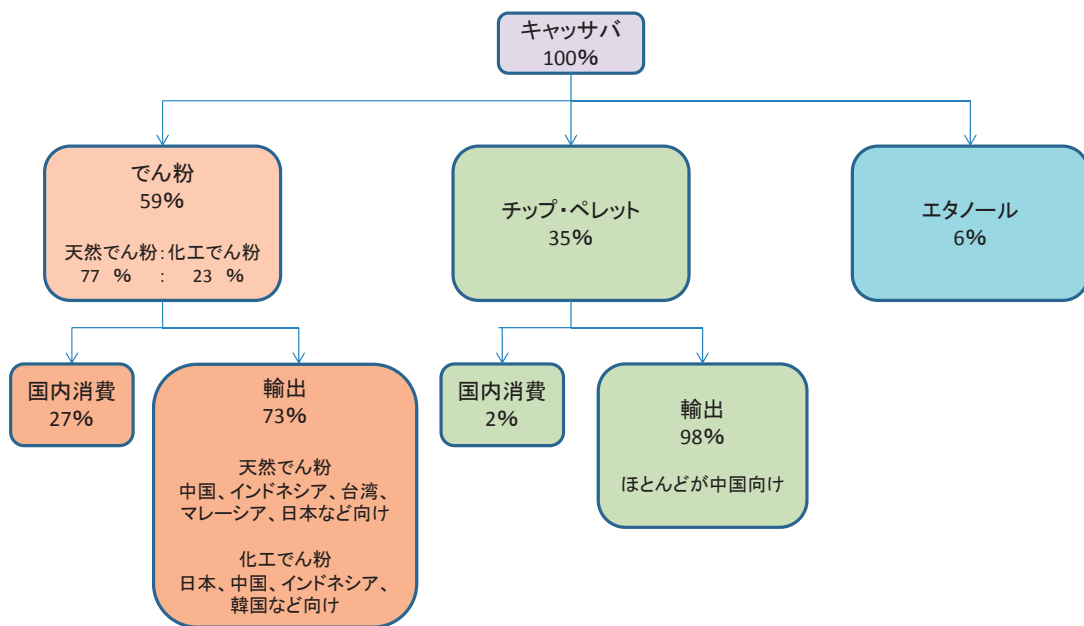 キャッサバ
100%
でん粉
59%
天然でん粉:化工でん粉
77 % : 23 %
チップ・ペレット
35%
エタノール
6%
国内消費
27%
輸出
73%
天然でん粉
中国、インドネシア、台湾、
マレーシア、日本など向け
化工でん粉
日本、中国、インドネシア、
韓国など向け
国内消費
2%
輸出
98%
ほとんどが中国向け